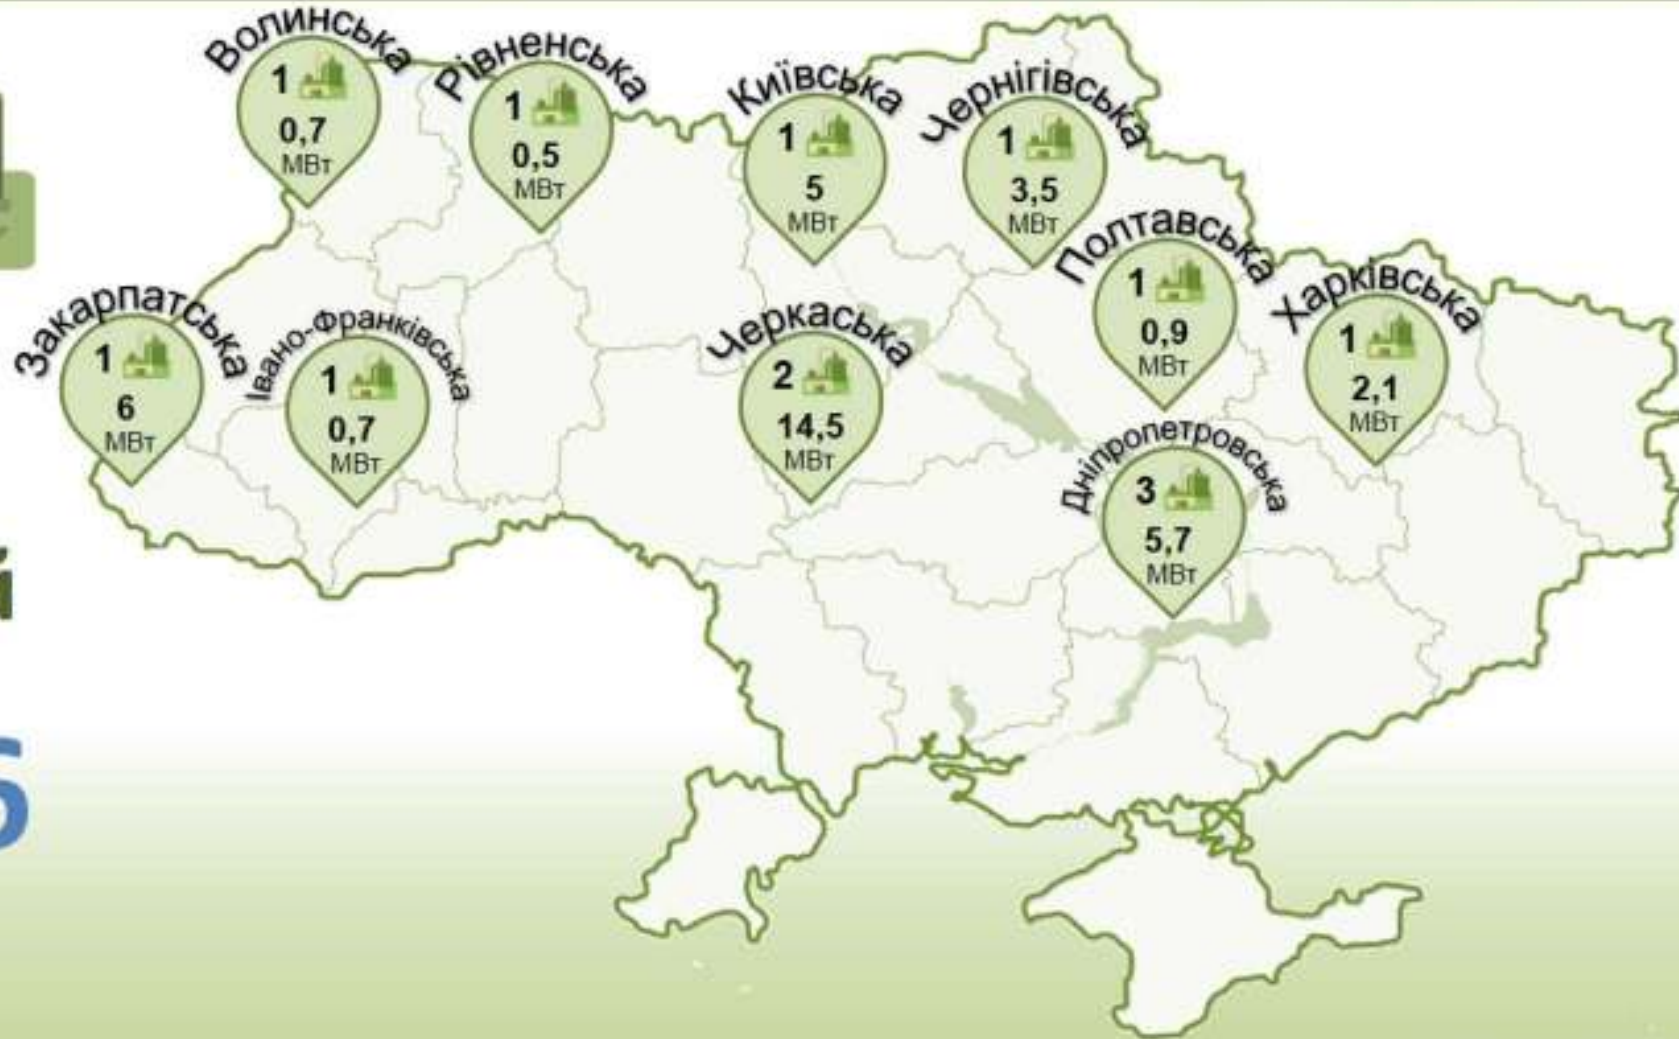 Волинська
1
0,7
МВт
Рівненська
1
0,5
МВт
Київська
1
5
МВт
Чернігівська
1
3,5
МВт
Полтавська
1
0,9
МВт
Харківська
1
2,1
МВт
Закарпатська
1
6
МВт
Івано-Франківська
1
0,7
МВт
Черкаська
2
14,5
МВт
Дніпропетровська
3
5,7
МВт
й